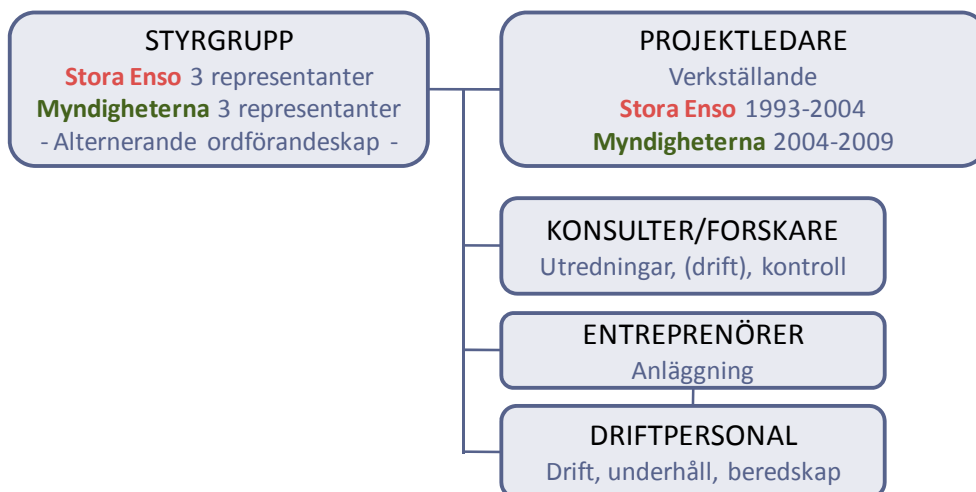 STYRGRUPP
Stora Enso 3 representanter
Myndigheterna 3 representanter
- Alternerande ordförandeskap -
PROJEKTLEDARE
Verkställande
Stora Enso 1993-2004
Myndigheterna 2004-2009
KONSULTER/FORSKARE
Utredningar, (drift), kontroll
ENTREPRENÖRER
Anläggning
DRIFTPERSONAL
Drift, underhåll, beredskap